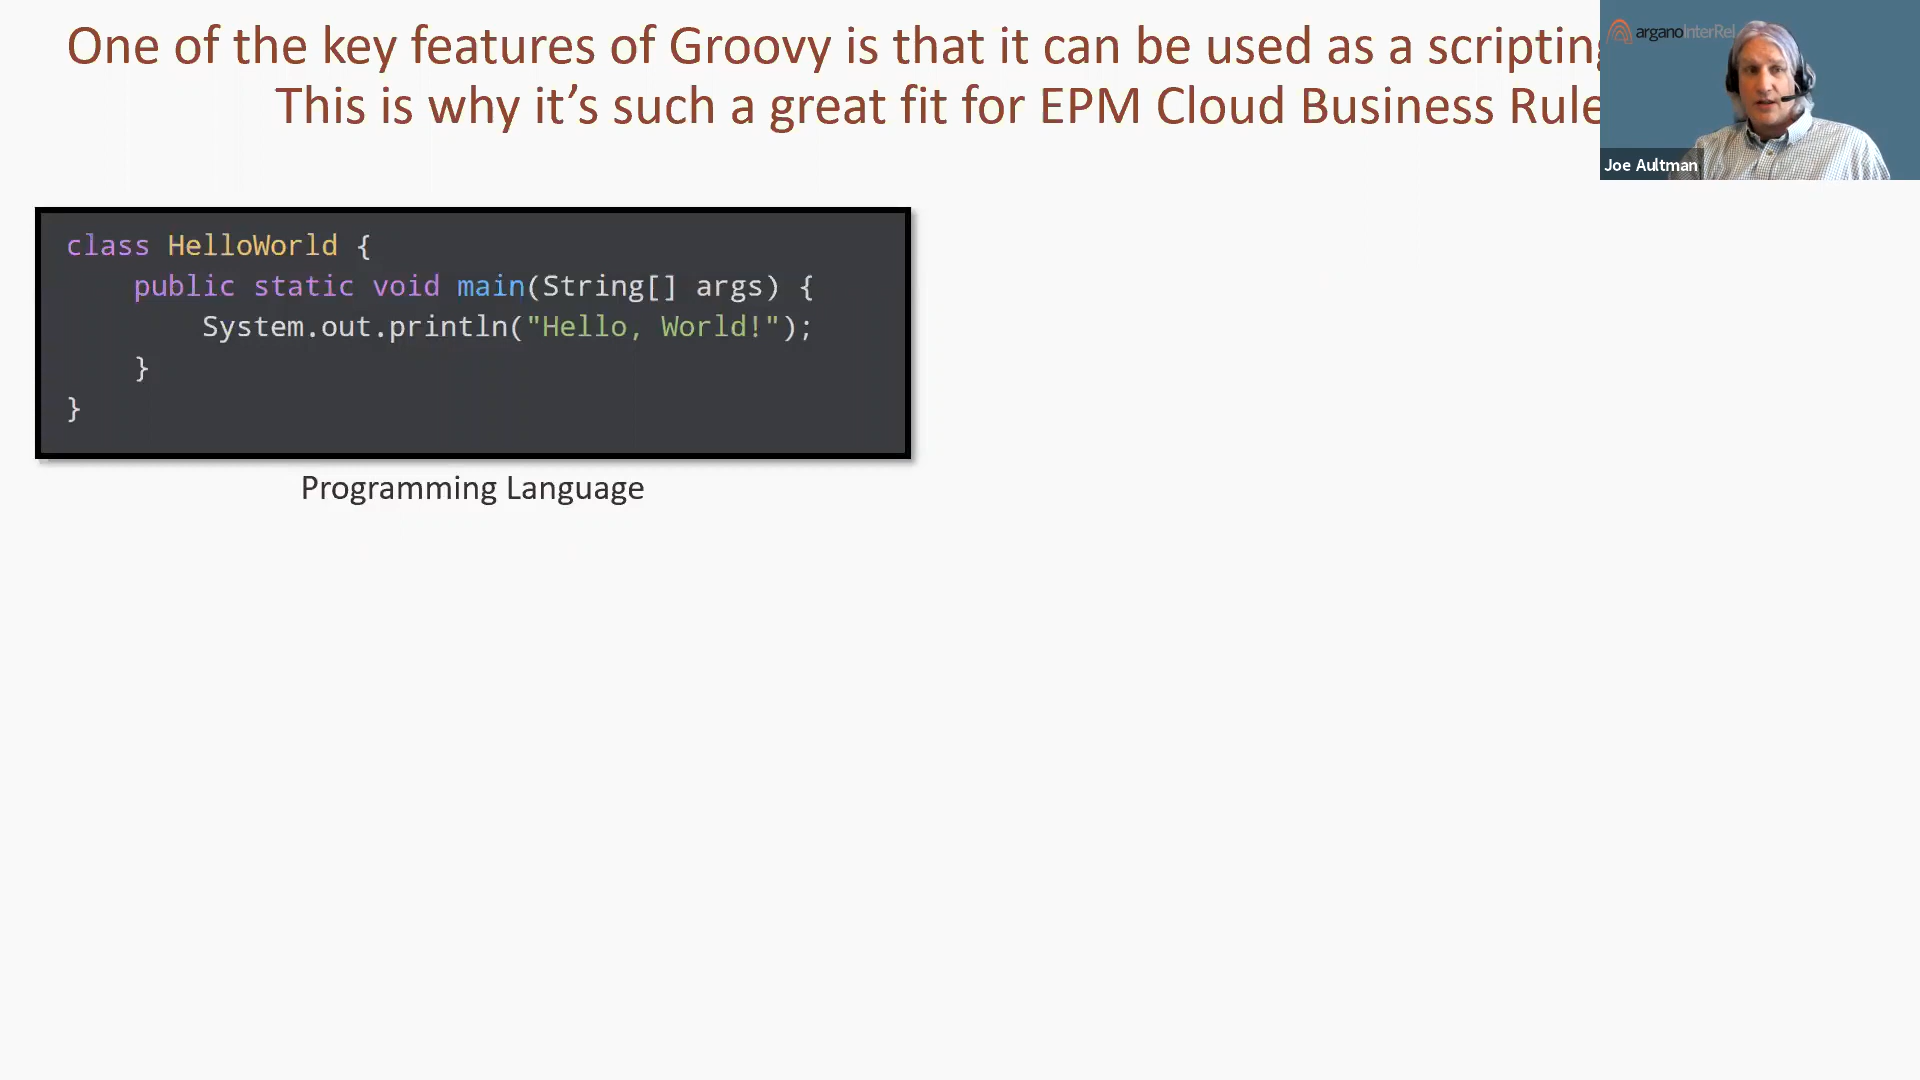 One of the key features of Groovy is that it can be used as a scripting
This is why it’s such a great fit for EPM Cloud Business Rule
arganoInterRel
Joe Aultman
class HelloWorld {
    public static void main(String[] args) {
        System.out.println("Hello, World!");
    }
}
Programming Language